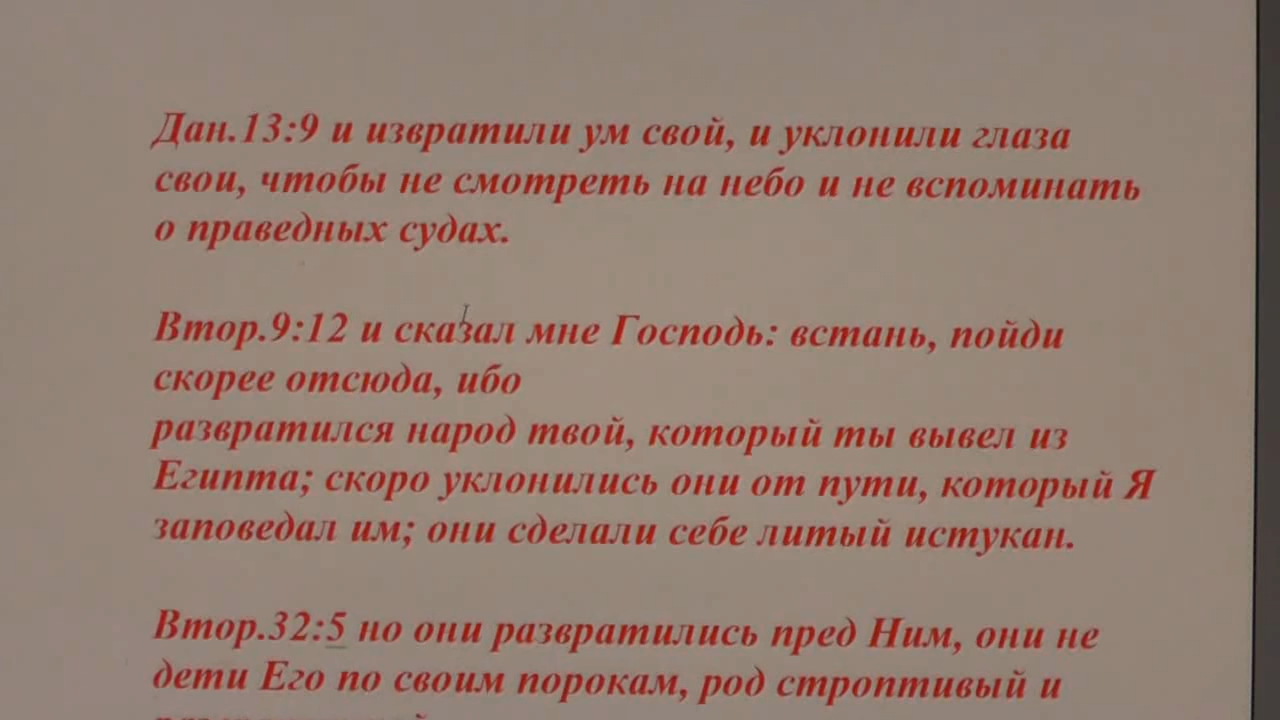 Дан.13:9 и извратили ум свой, и уклонили глаза
свои, чтобы не смотреть на небо и не вспоминать
о праведных судах.
Втор.9:12 и сказал мне Господь: встань, пойди
скорее отсюда, ибо
развратился народ твой, который ты вывел из
Египта; скоро уклонились они от пути, который Я
заповедал им; они сделали себе литый истукан.
Втор.32:5 но они развратились пред Ним, они не
дети Его по своим порокам, род строптивый и